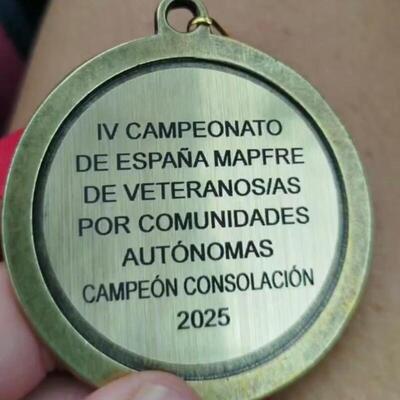 IV CAMPEONATO
DE ESPAÑA MAPFRE
DE VETERANOS/AS
POR COMUNIDADES
AUTÓNOMAS
CAMPEÓN CONSOLACIÓN
2025